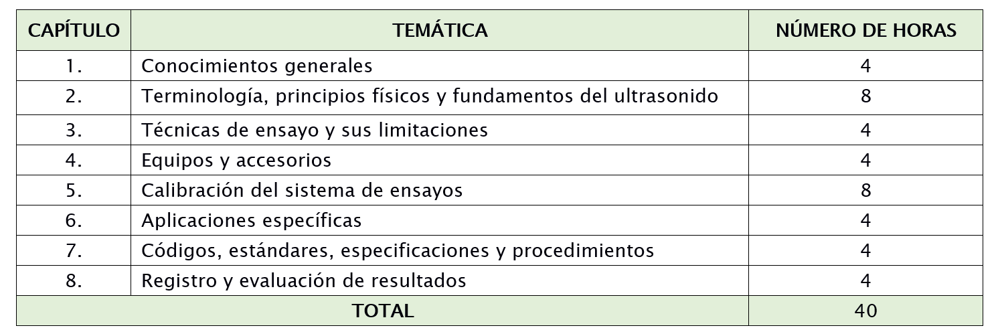 CAPÍTULO TEMÁTICA NÚMERO DE HORAS
1. Conocimientos generales 4
2. Terminología, principios físicos y fundamentos del ultrasonido 8
3. Técnicas de ensayo y sus limitaciones 4
4. Equipos y accesorios 4
5. Calibración del sistema de ensayos 8
6. Aplicaciones específicas 4
7. Códigos, estándares, especificaciones y procedimientos 4
8. Registro y evaluación de resultados 4
TOTAL 40